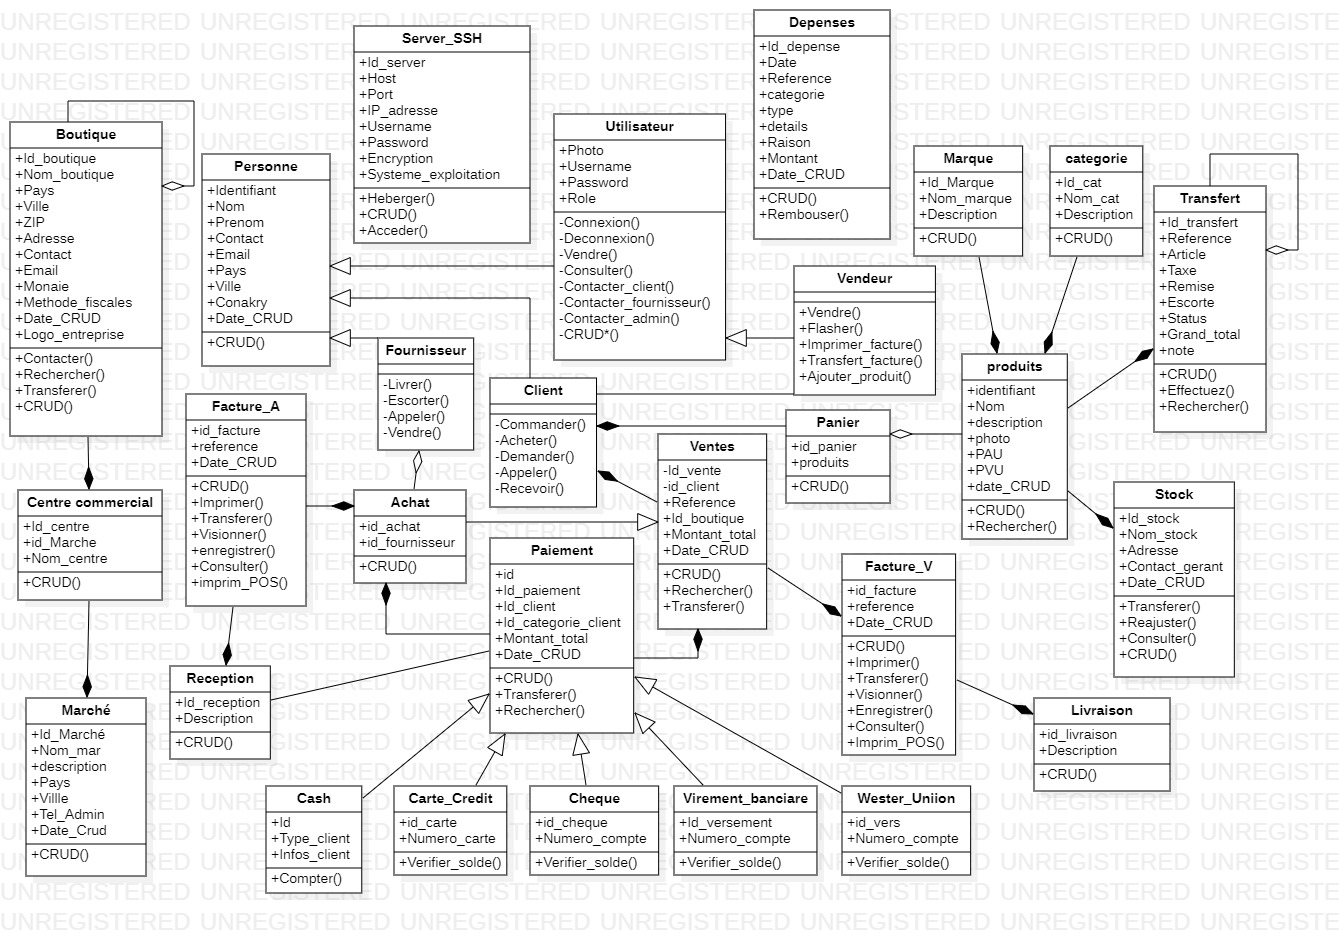 Server_SSH
+Id_server
+Host
+Port
+IP_adresse
+Username
+Password
+Encryption
+Systeme_exploitation
+Heberger()
+CRUD()
+Acceder()
Depenses
+Id_depense
+Date
+Reference
+categorie
+type
+details
+Raison
+Montant
+Date_CRUD
+CRUD()
+Rembouser()
Boutique
+Id_boutique
+Nom_boutique
+Pays
+Ville
+ZIP
+Adresse
+Contact
+Email
+Monaie
+Methode_fiscales
+Date_CRUD
+Logo_entreprise
+Contacter()
+Rechercher()
+Transferer()
+CRUD()
Personne
+Identifiant
+Nom
+Prenom
+Contact
+Email
+Pays
+Ville
+Conakry
+Date_CRUD
+CRUD()
Utilisateur
+Photo
+Username
+Password
+Role
-Connexion()
-Deconnexion()
-Vendre()
-Consulter()
-Contacter_client()
-Contacter_fournisseur()
-Contacter_admin()
-CRUD*()
Marque
+Id_Marque
+Nom_marque
+Description
+CRUD()
categorie
+Id_cat
+Nom_cat
+Description
+CRUD()
Transfert
+Id_transfert
+Reference
+Article
+Taxe
+Remise
+Escorte
+Status
+Grand_total
+note
+CRUD()
+Effectuez()
+Rechercher()
Vendeur
+Vendre()
+Flasher()
+Imprimer_facture()
+Transfert_facture()
+Ajouter_produit()
Fournisseur
-Livrer()
-Escorter()
-Appeler()
-Vendre()
Client
-Commander()
-Acheter()
-Demander()
-Appeler()
-Recevoir()
produits
+identifiant
+Nom
+description
+photo
+PAU
+PVU
+date_CRUD
+CRUD()
+Rechercher()
Facture_A
+id_facture
+reference
+Date_CRUD
+CRUD()
+Imprimer()
+Transferer()
+Visionner()
+enregistrer()
+Consulter()
+imprim_POS()
Panier
+id_panier
+produits
+CRUD()
Ventes
-Id_vente
-id_client
+Reference
+Id_boutique
+Montant_total
+Date_CRUD
+CRUD()
+Rechercher()
+Transferer()
Centre commercial
+Id_centre
+id_Marche
+Nom_centre
+CRUD()
Achat
+id_achat
+id_fournisseur
+CRUD()
Stock
+Id_stock
+Nom_stock
+Adresse
+Contact_gerant
+Date_CRUD
+Transferer()
+Reajuster()
+Consulter()
+CRUD()
Paiement
+id
+Id_paiement
+Id_client
+Id_categorie_client
+Montant_total
+Date_CRUD
+CRUD()
+Transferer()
+Rechercher()
Facture_V
+id_facture
+reference
+Date_CRUD
+CRUD()
+Imprimer()
+Transferer()
+Visionner()
+Enregistrer()
+Consulter()
+Imprim_POS()
Reception
+Id_reception
+Description
+CRUD()
Marché
+Id_Marché
+Nom_mar
+description
+Pays
+Villle
+Tel_Admin
+Date_Crud
+CRUD()
Livraison
+id_livraison
+Description
+CRUD()
Cash
+Id
+Type_client
+Infos_client
+Compter()
Carte_Credit
+id_carte
+Numero_carte
+Verifier_solde()
Cheque
+id_cheque
+Numero_compte
+Verifier_solde()
Virement_banciare
+Id_versement
+Numero_compte
+Verifier_solde()
Wester_Uniion
+id_vers
+Numero_compte
+Verifier_solde()